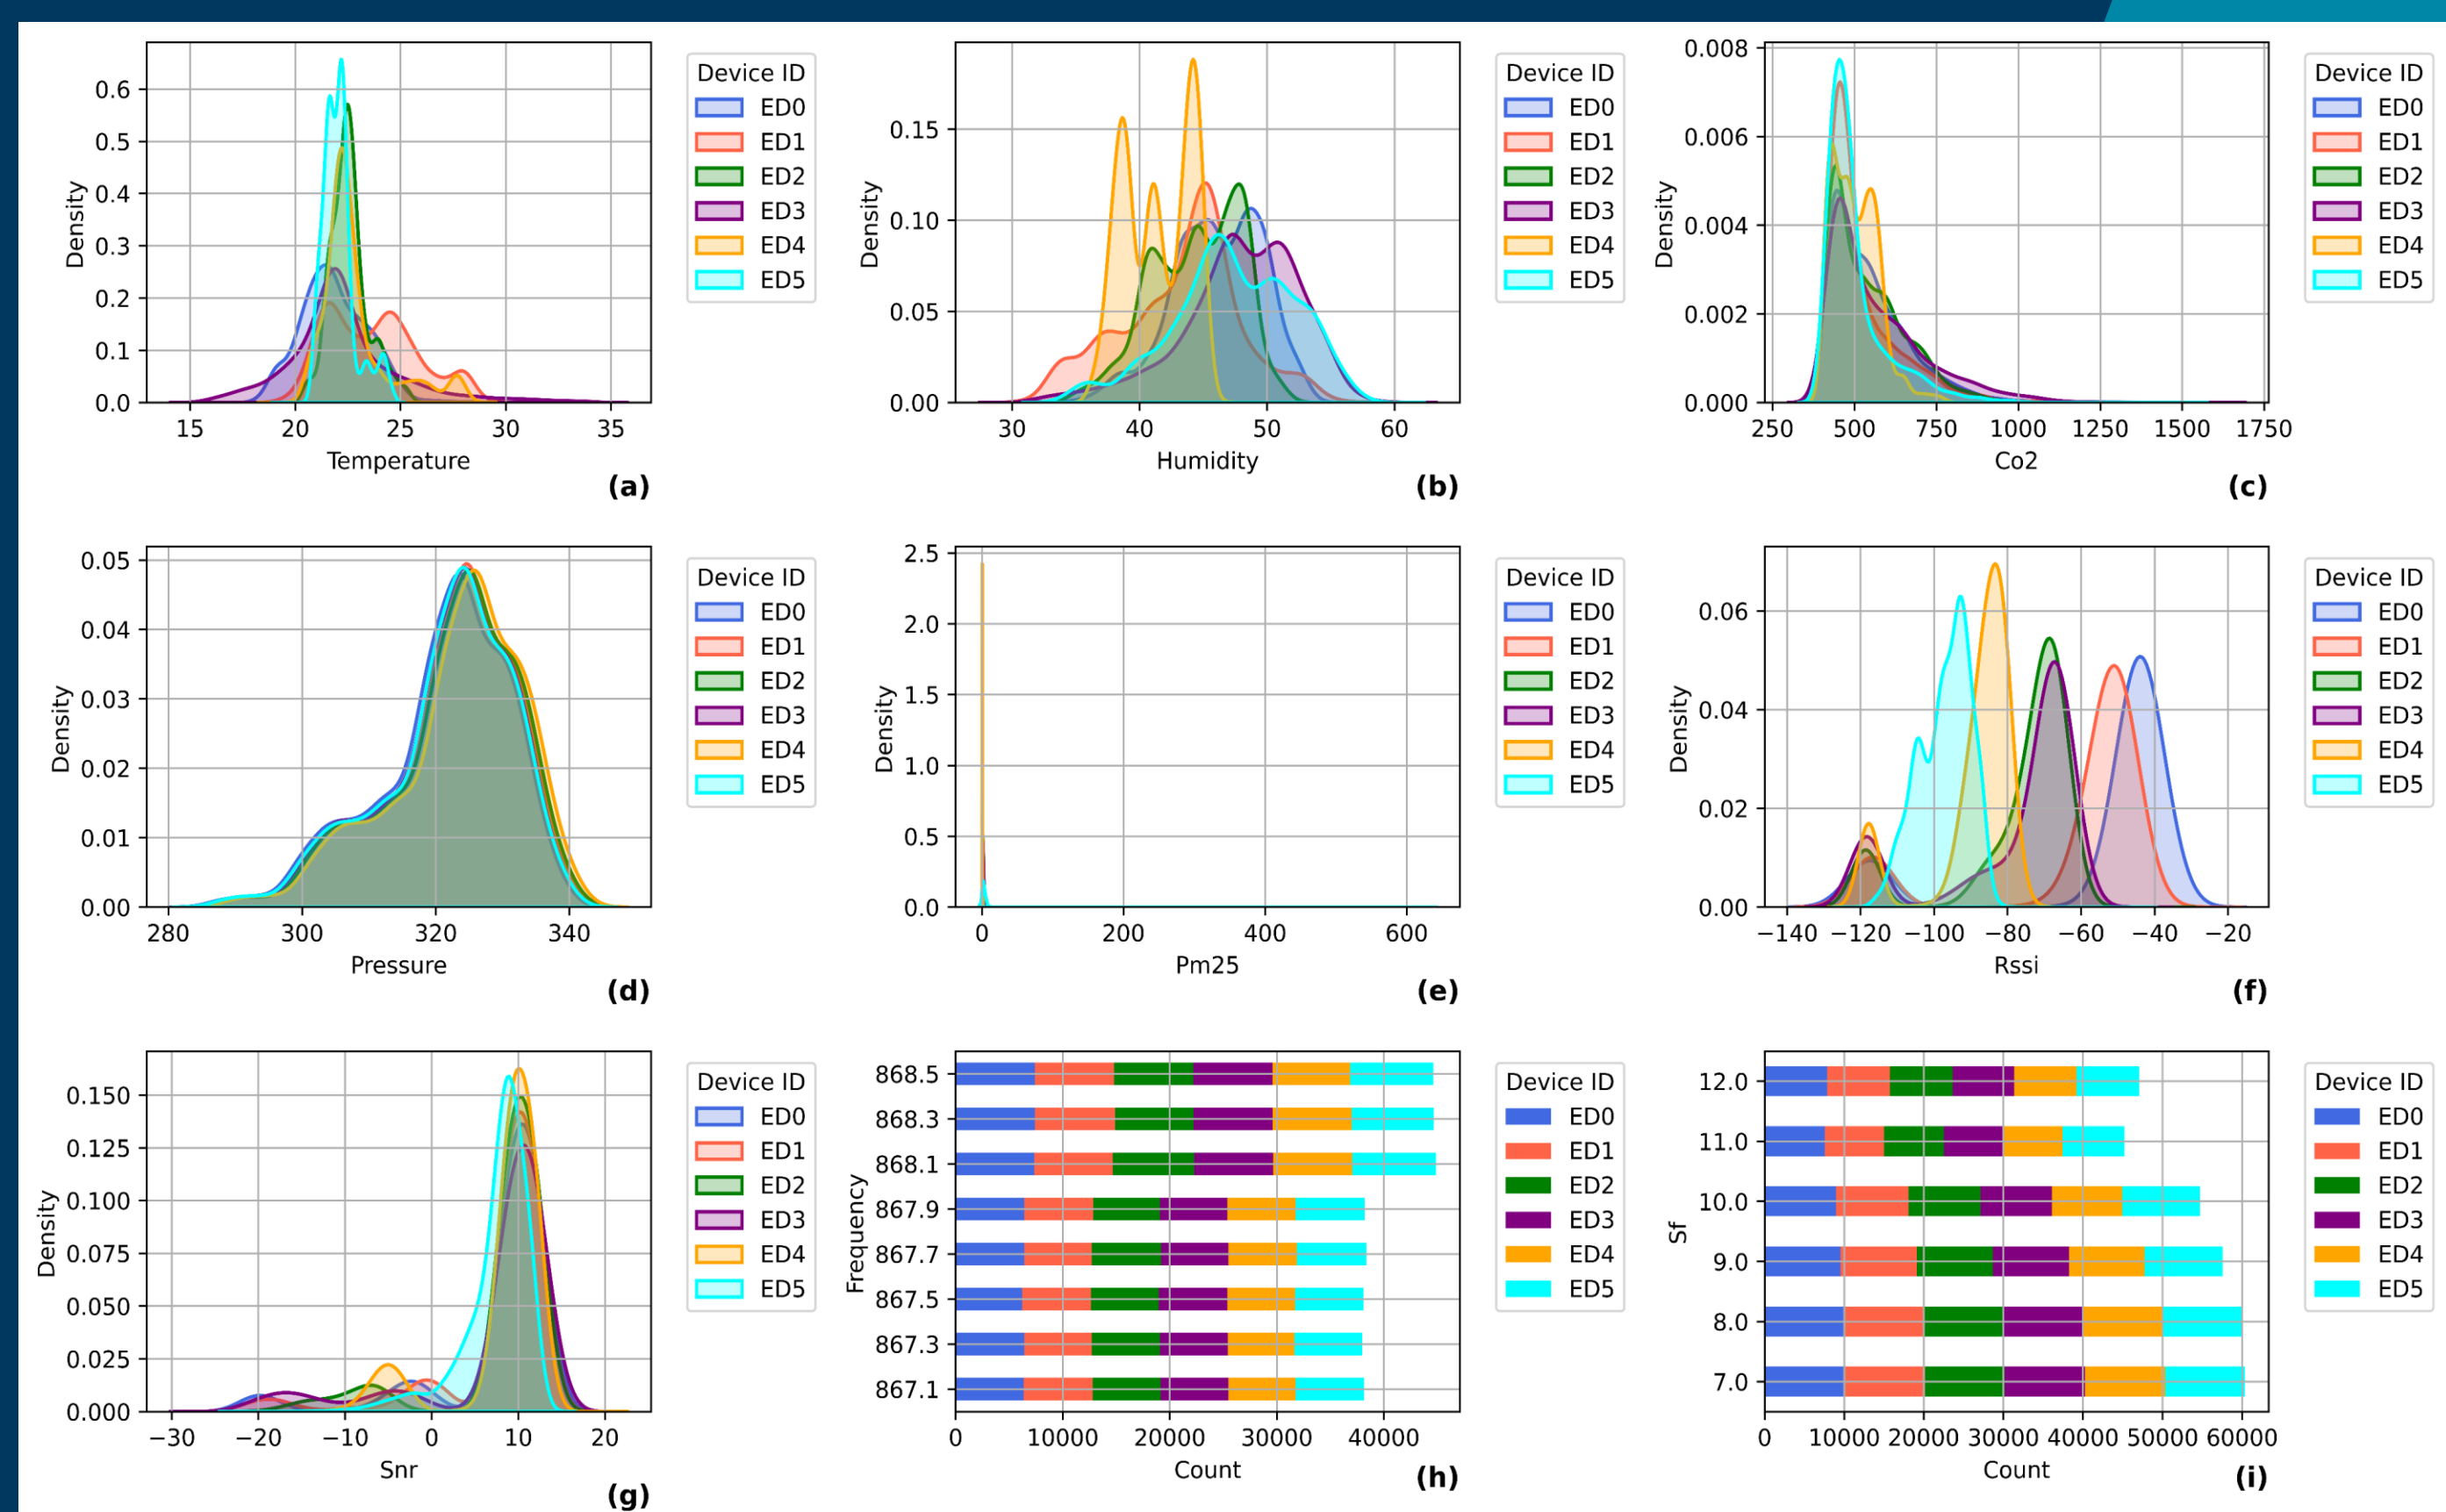 Density
0.6
0.5
0.4
0.3
0.2
0.1
0.0
15 20 25 30 35
Temperature
(a)
Device ID
ED0
ED1
ED2
ED3
ED4
ED5
Density
0.15
0.10
0.05
0.00
30 40 50 60
Humidity
(b)
Device ID
ED0
ED1
ED2
ED3
ED4
ED5
Density
0.008
0.006
0.004
0.002
0.000
250 500 750 1000 1250 1500 1750
Co2
(c)
Device ID
ED0
ED1
ED2
ED3
ED4
ED5
Density
0.05
0.04
0.03
0.02
0.01
0.00
280 300 320 340
Pressure
(d)
Device ID
ED0
ED1
ED2
ED3
ED4
ED5
Density
2.5
2.0
1.5
1.0
0.5
0.0
0 200 400 600
Pm25
(e)
Device ID
ED0
ED1
ED2
ED3
ED4
ED5
Density
0.06
0.04
0.02
0.00
−140 −120 −100 −80 −60 −40 −20
Rssi
(f)
Device ID
ED0
ED1
ED2
ED3
ED4
ED5
Density
0.150
0.125
0.100
0.075
0.050
0.025
0.000
−30 −20 −10 0 10 20
Snr
(g)
Device ID
ED0
ED1
ED2
ED3
ED4
ED5
Frequency
868.5
868.3
868.1
867.9
867.7
867.5
867.3
867.1
0 10000 20000 30000 40000
Count
(h)
Device ID
ED0
ED1
ED2
ED3
ED4
ED5
Sf
12.0
11.0
10.0
9.0
8.0
7.0
0 10000 20000 30000 40000 50000 60000
Count
(i)
Device ID
ED0
ED1
ED2
ED3
ED4
ED5